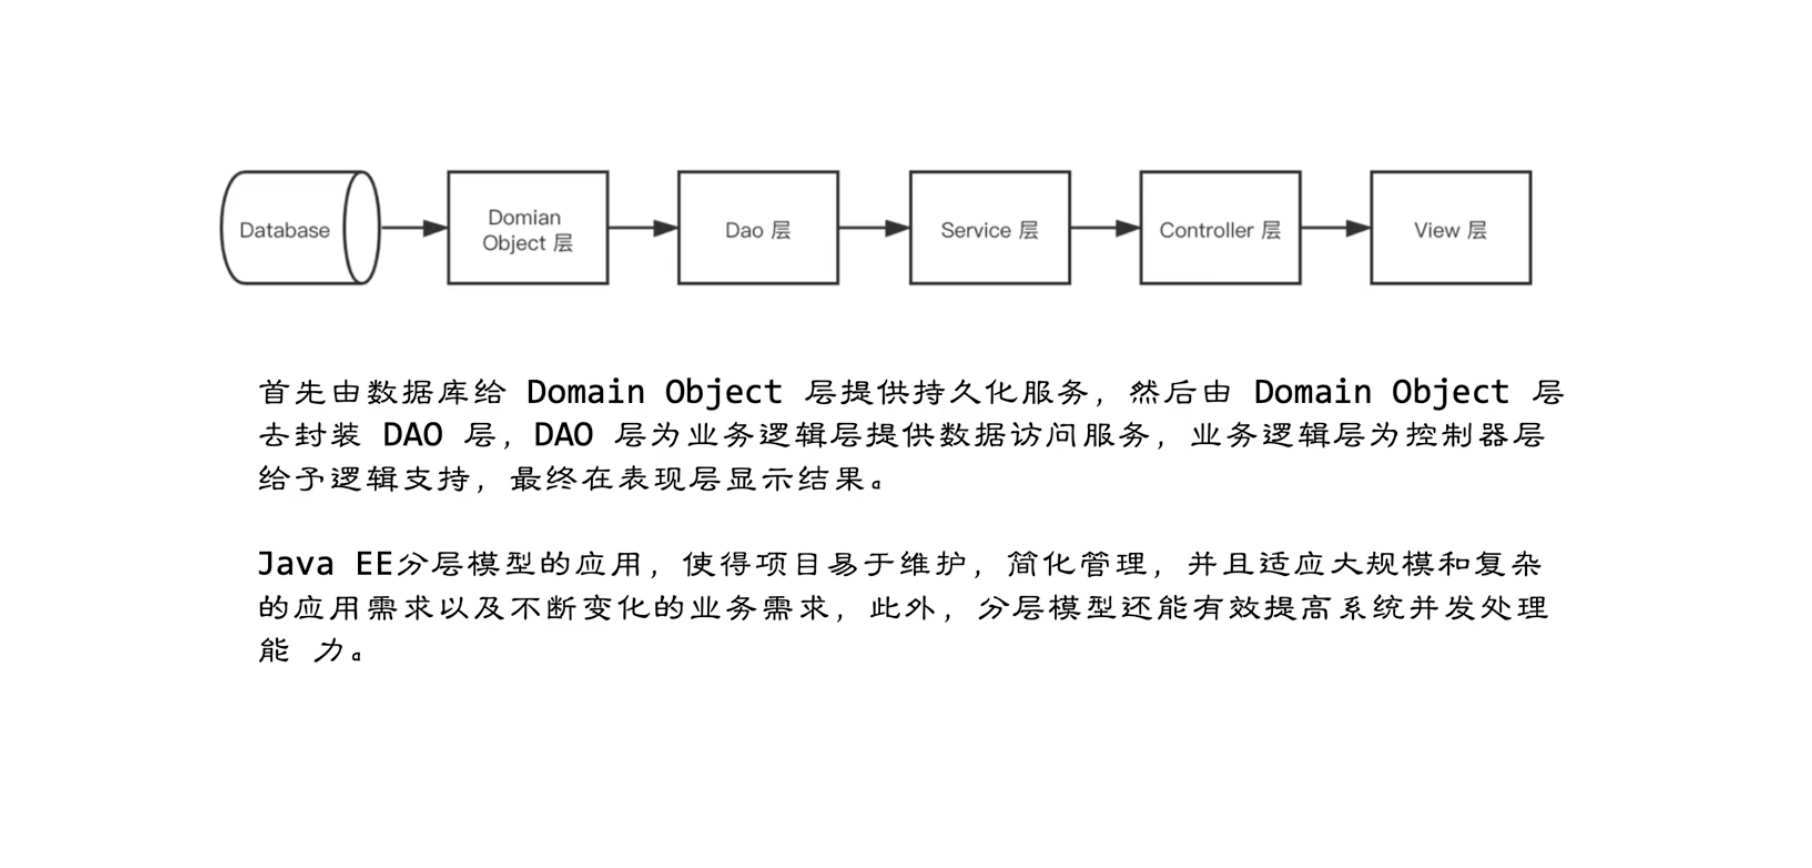 Database
Domian
Object 层
Dao 层
Service 层
Controller 层
View 层
首先由数据库给 Domain Object 层提供持久化服务，然后由 Domain Object 层
去封装 DAO 层，DAO 层为业务逻辑层提供数据访问服务，业务逻辑层为控制器层
给予逻辑支持，最终在表现层显示结果。
Java EE分层模型的应用，使得项目易于维护，简化管理，并且适应大规模和复杂
的应用需求以及不断变化的业务需求，此外，分层模型还能有效提高系统并发处理
能 力。